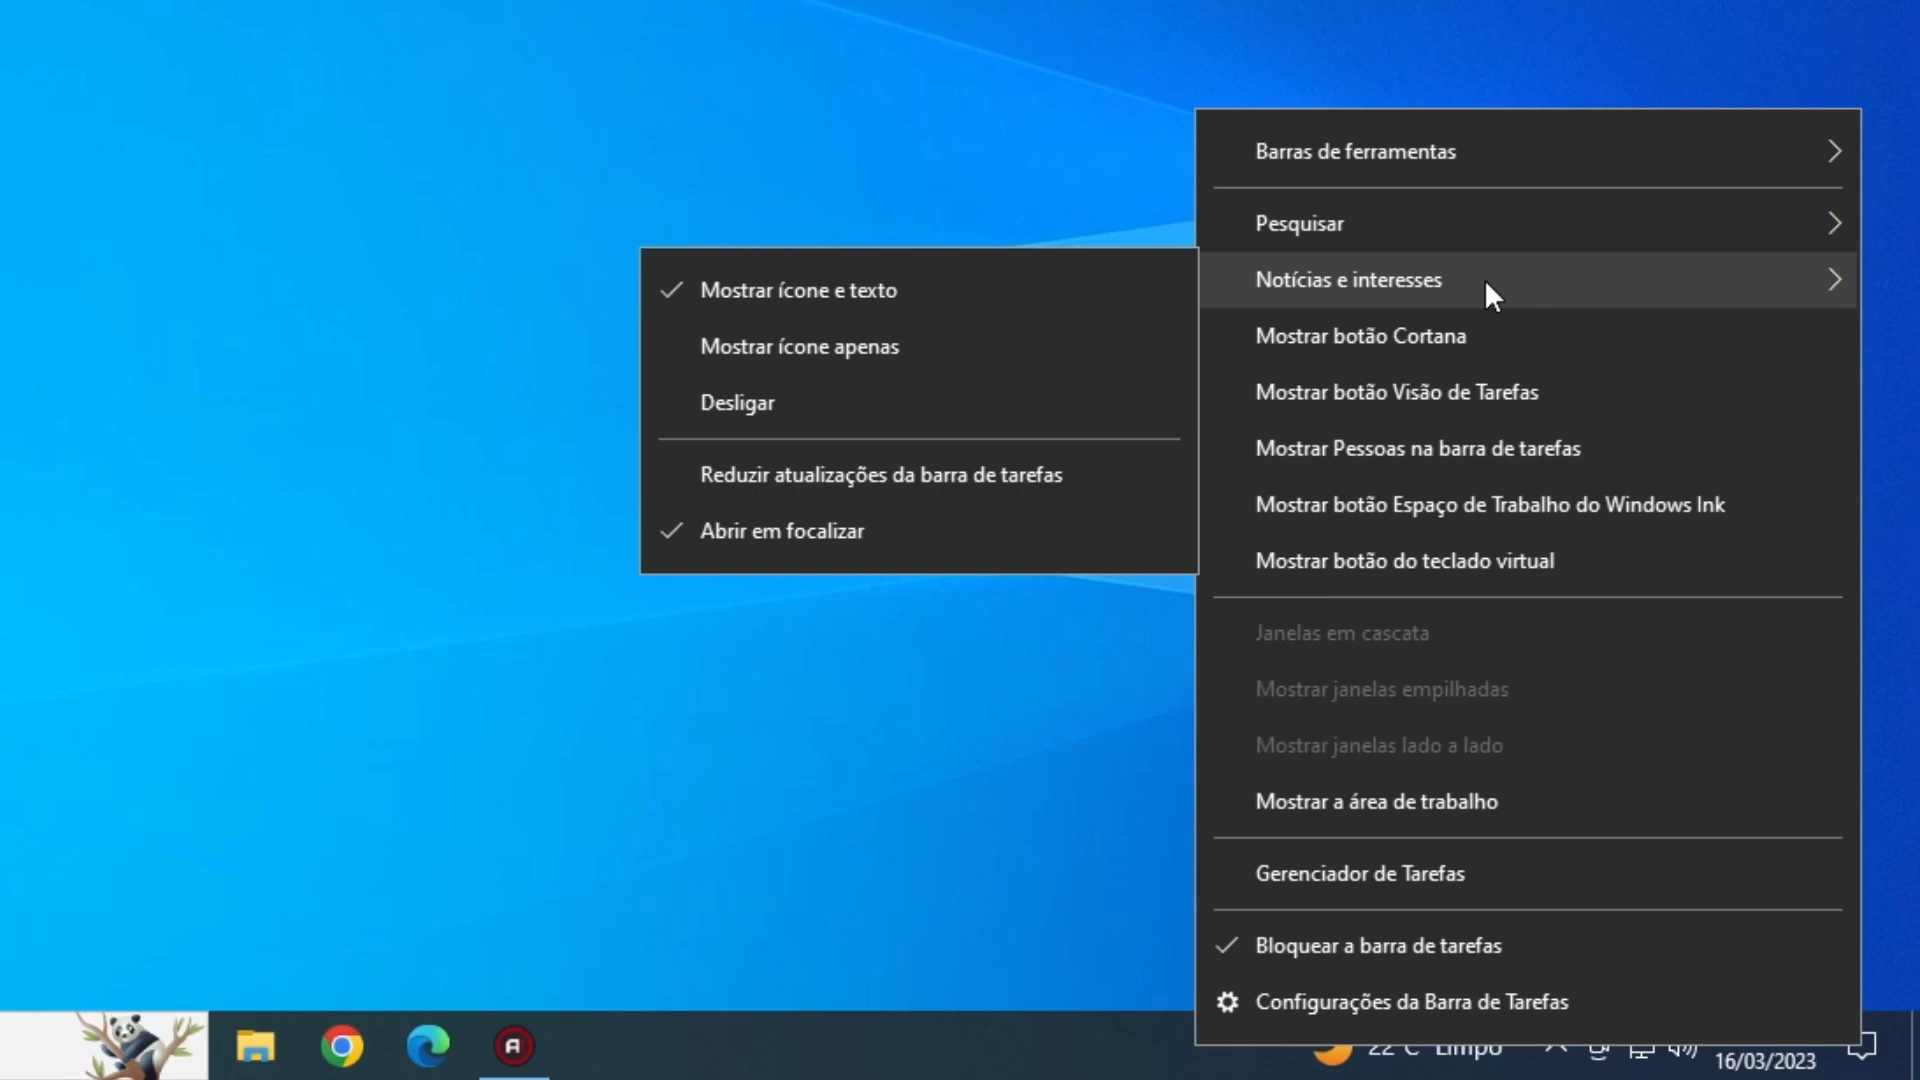 Barras de ferramentas
Pesquisar
Notícias e interesses
Mostrar botão Cortana
Mostrar botão Visão de Tarefas
Mostrar Pessoas na barra de tarefas
Mostrar botão Espaço de Trabalho do Windows Ink
Mostrar botão do teclado virtual
Janelas em cascata
Mostrar janelas empilhadas
Mostrar janelas lado a lado
Mostrar a área de trabalho
Gerenciador de Tarefas
Bloquear a barra de tarefas
Configurações da Barra de Tarefas
Mostrar ícone e texto
Mostrar ícone apenas
Desligar
Reduzir atualizações da barra de tarefas
Abrir em focalizar
A
22°C Limpo
16/03/2023